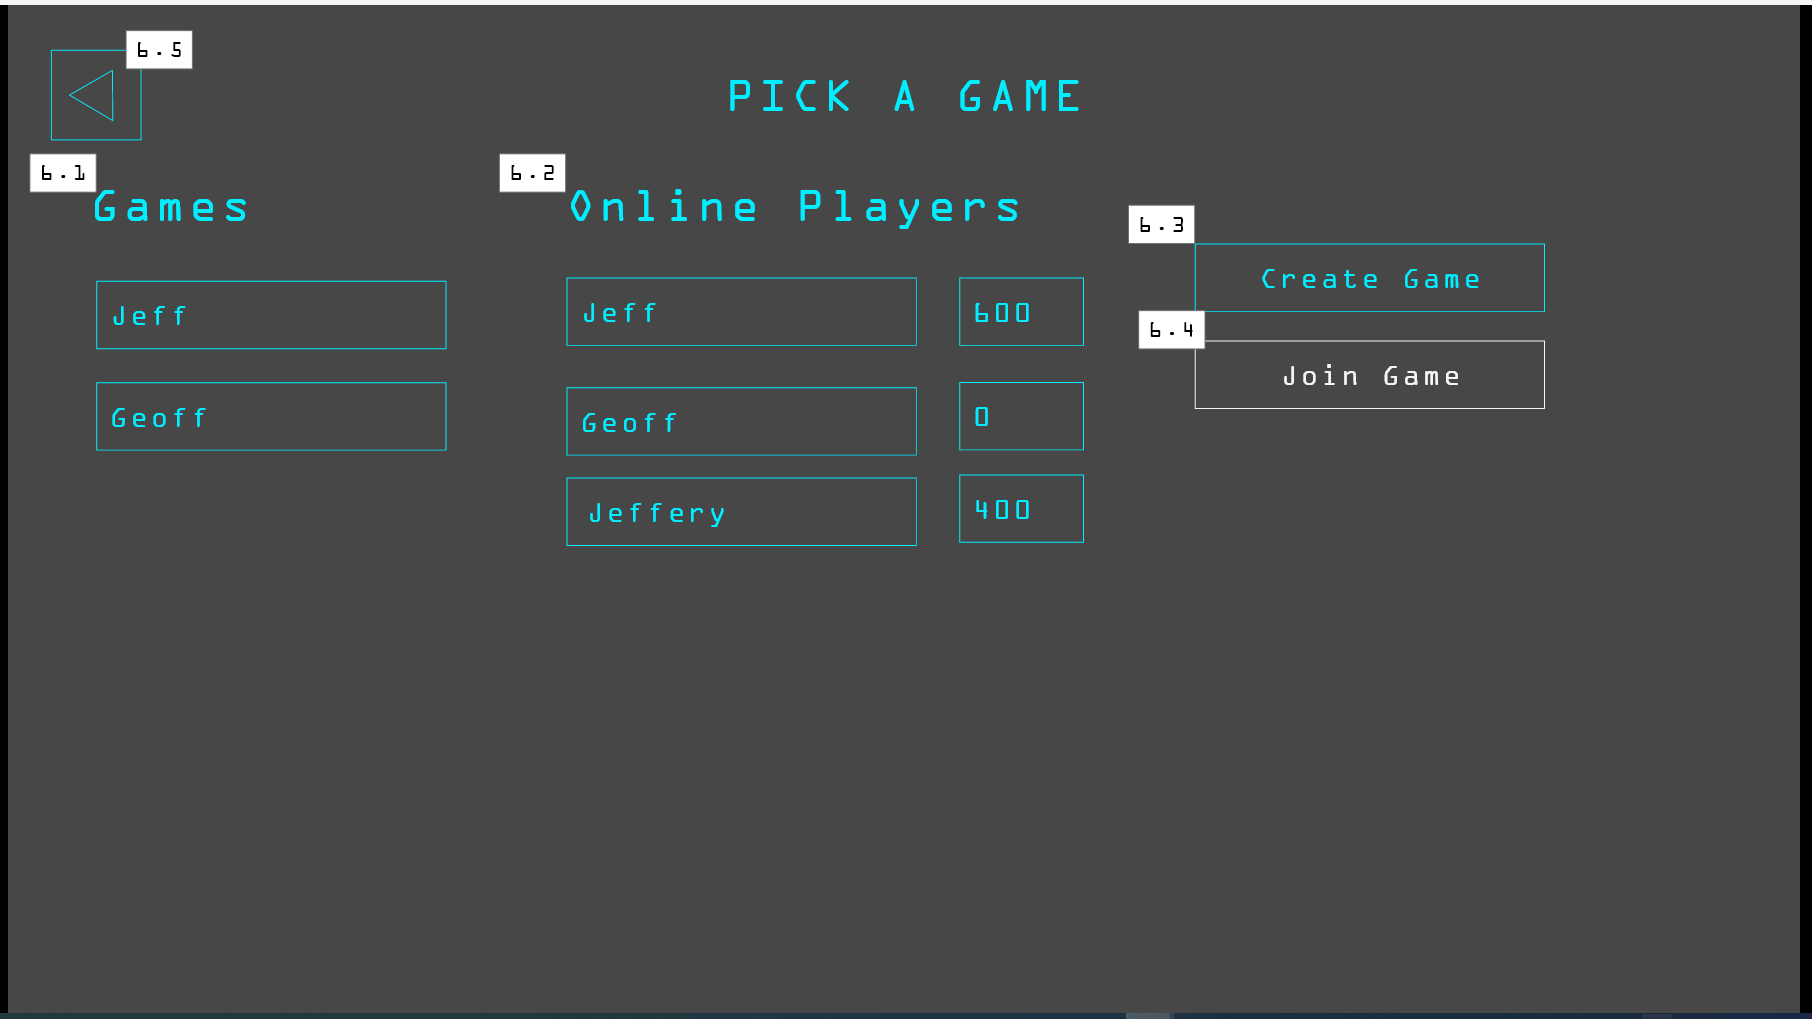 6.5
PICK A GAME
6.1
Games
Jeff
Geoff
6.2
Online Players
Jeff 600
Geoff 0
Jeffery 400
6.3
Create Game
6.4
Join Game